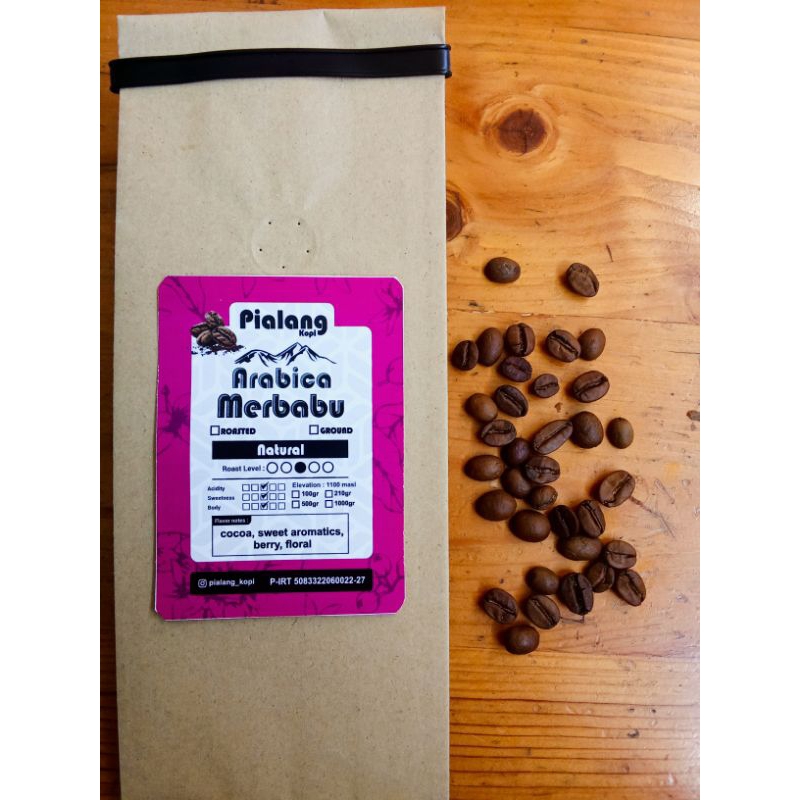 Pialang
Kopi
Arabica
Merbabu
ROASTED GROUND
Natural
Roast Level :
Acidity
Sweetness
Body
Elevation : 1100 masl
100gr 210gr
500gr 1000gr
Flavor notes :
cocoa, sweet aromatics,
berry, floral
pialang_kopi P-IRT 5083322060022-27